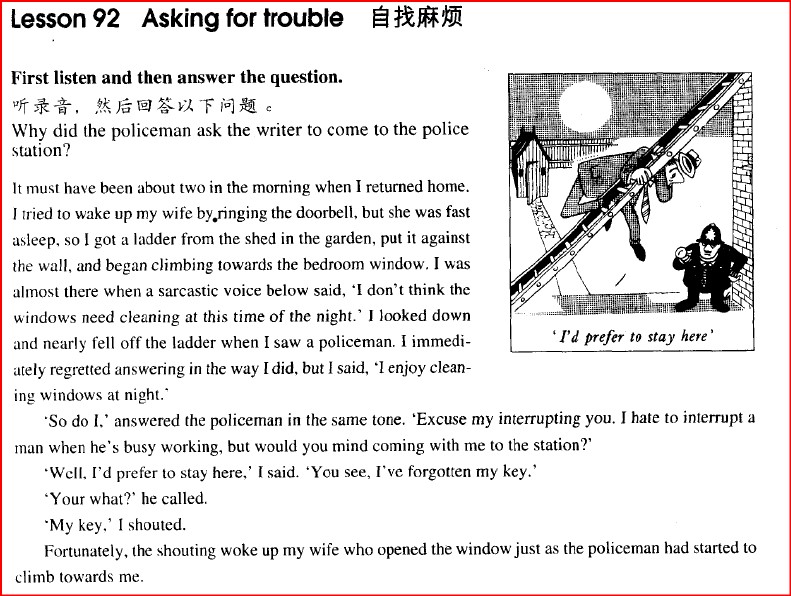 Lesson 92 Asking for trouble 自找麻烦
First listen and then answer the question.
听录音，然后回答以下问题。
Why did the policeman ask the writer to come to the police
station?
It must have been about two in the morning when I returned home.
I tried to wake up my wife by ringing the doorbell, but she was fast
asleep, so I got a ladder from the shed in the garden, put it against
the wall, and began climbing towards the bedroom window. I was
almost there when a sarcastic voice below said, 'I don't think the
windows need cleaning at this time of the night.' I looked down
and nearly fell off the ladder when I saw a policeman. I immedi-
ately regretted answering in the way I did, but I said, 'I enjoy clean-
ing windows at night.'
'So do I,' answered the policeman in the same tone. 'Excuse my interrupting you. I hate to interrupt a
man when he's busy working, but would you mind coming with me to the station?'
'Well, I'd prefer to stay here,' I said. 'You see, I've forgotten my key.'
'Your what?' he called.
'My key,' I shouted.
Fortunately, the shouting woke up my wife who opened the window just as the policeman had started to
climb towards me.
'I'd prefer to stay here'